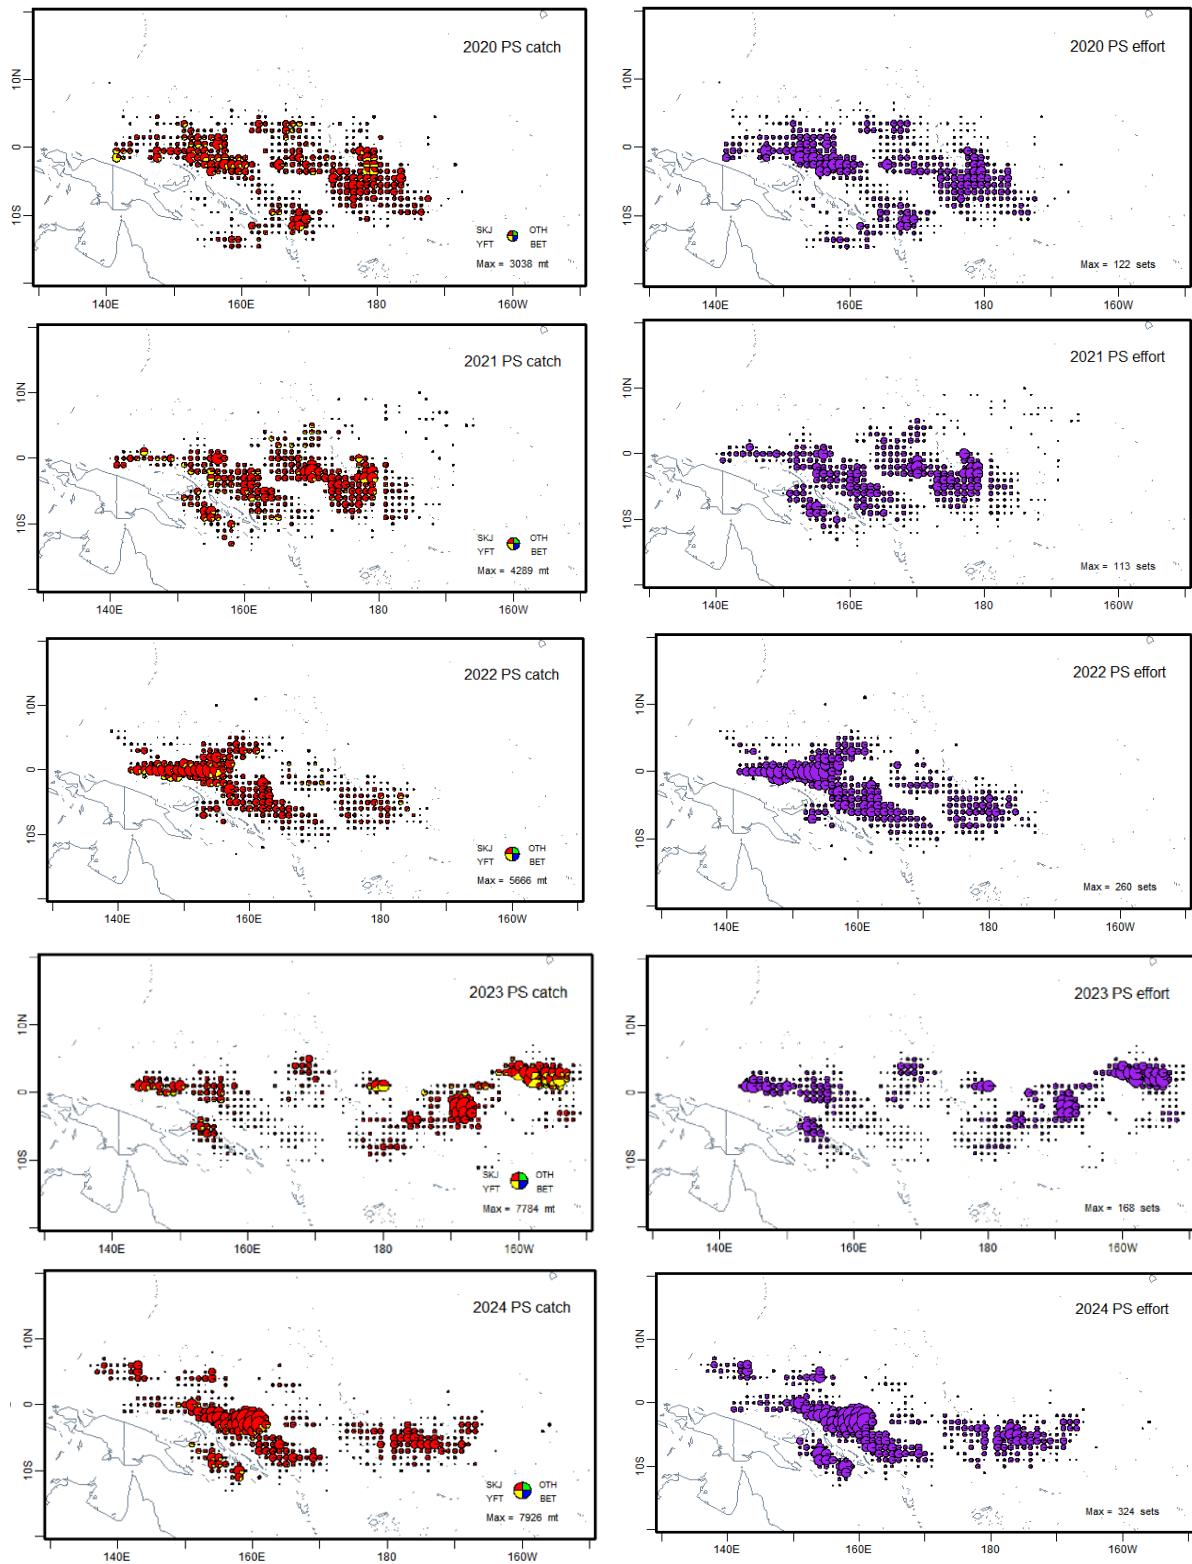 2020 PS catch
10N
0
10S
SKJ OTH
YFT BET
Max = 3038 mt
140E 160E 180 160W
2020 PS effort
10N
0
10S
Max = 122 sets
140E 160E 180 160W
2021 PS catch
10N
0
10S
SKJ OTH
YFT BET
Max = 4289 mt
140E 160E 180 160W
2021 PS effort
10N
0
10S
Max = 113 sets
140E 160E 180 160W
2022 PS catch
10N
0
10S
SKJ OTH
YFT BET
Max = 5666 mt
140E 160E 180 160W
2022 PS effort
10N
0
10S
Max = 260 sets
140E 160E 180 160W
2023 PS catch
10N
0
10S
SKJ OTH
YFT BET
Max = 7784 mt
140E 160E 180 160W
2023 PS effort
10N
0
10S
Max = 168 sets
140E 160E 180 160W
2024 PS catch
10N
0
10S
SKJ OTH
YFT BET
Max = 7926 mt
140E 160E 180 160W
2024 PS effort
10N
0
10S
Max = 324 sets
140E 160E 180 160W